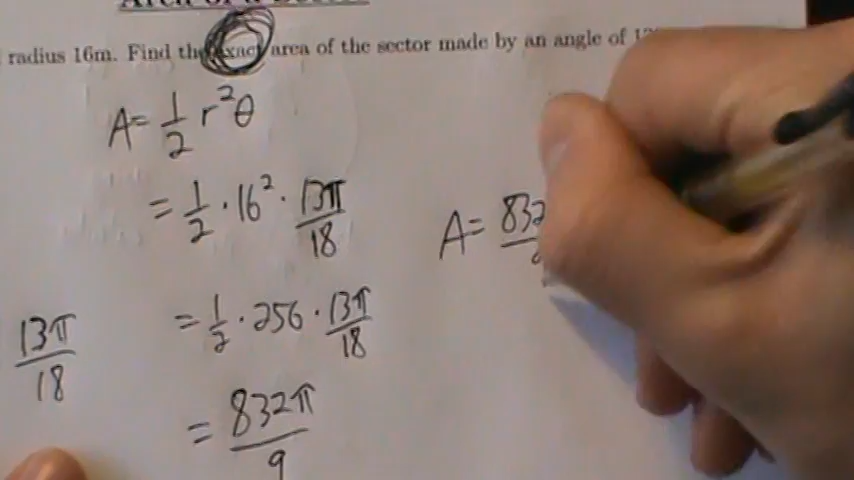 radius 16m. Find the exact area of the sector made by an angle of
A = 1/2 r²θ
= 1/2 · 16² · 13π/18
A = 832
= 1/2 · 256 · 13π/18
13π/18
= 832π/9